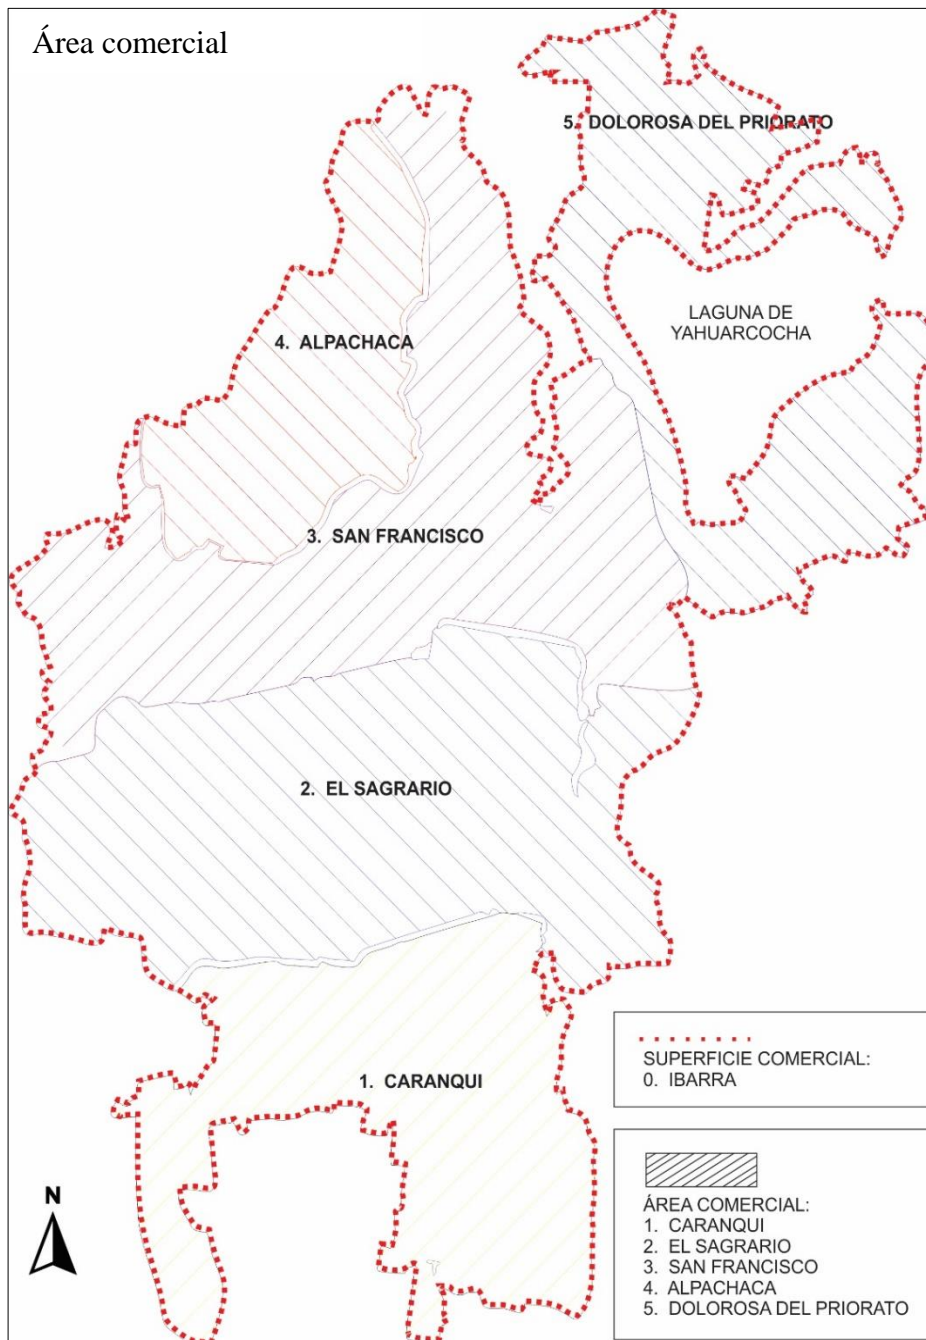 Área comercial
5. DOLOROSA DEL PRIORATO
LAGUNA DE
YAHUARCOCHA
4. ALPACHACA
3. SAN FRANCISCO
2. EL SAGRARIO
1. CARANQUI
SUPERFICIE COMERCIAL:
0. IBARRA
N
ÁREA COMERCIAL:
1. CARANQUI
2. EL SAGRARIO
3. SAN FRANCISCO
4. ALPACHACA
5. DOLOROSA DEL PRIORATO